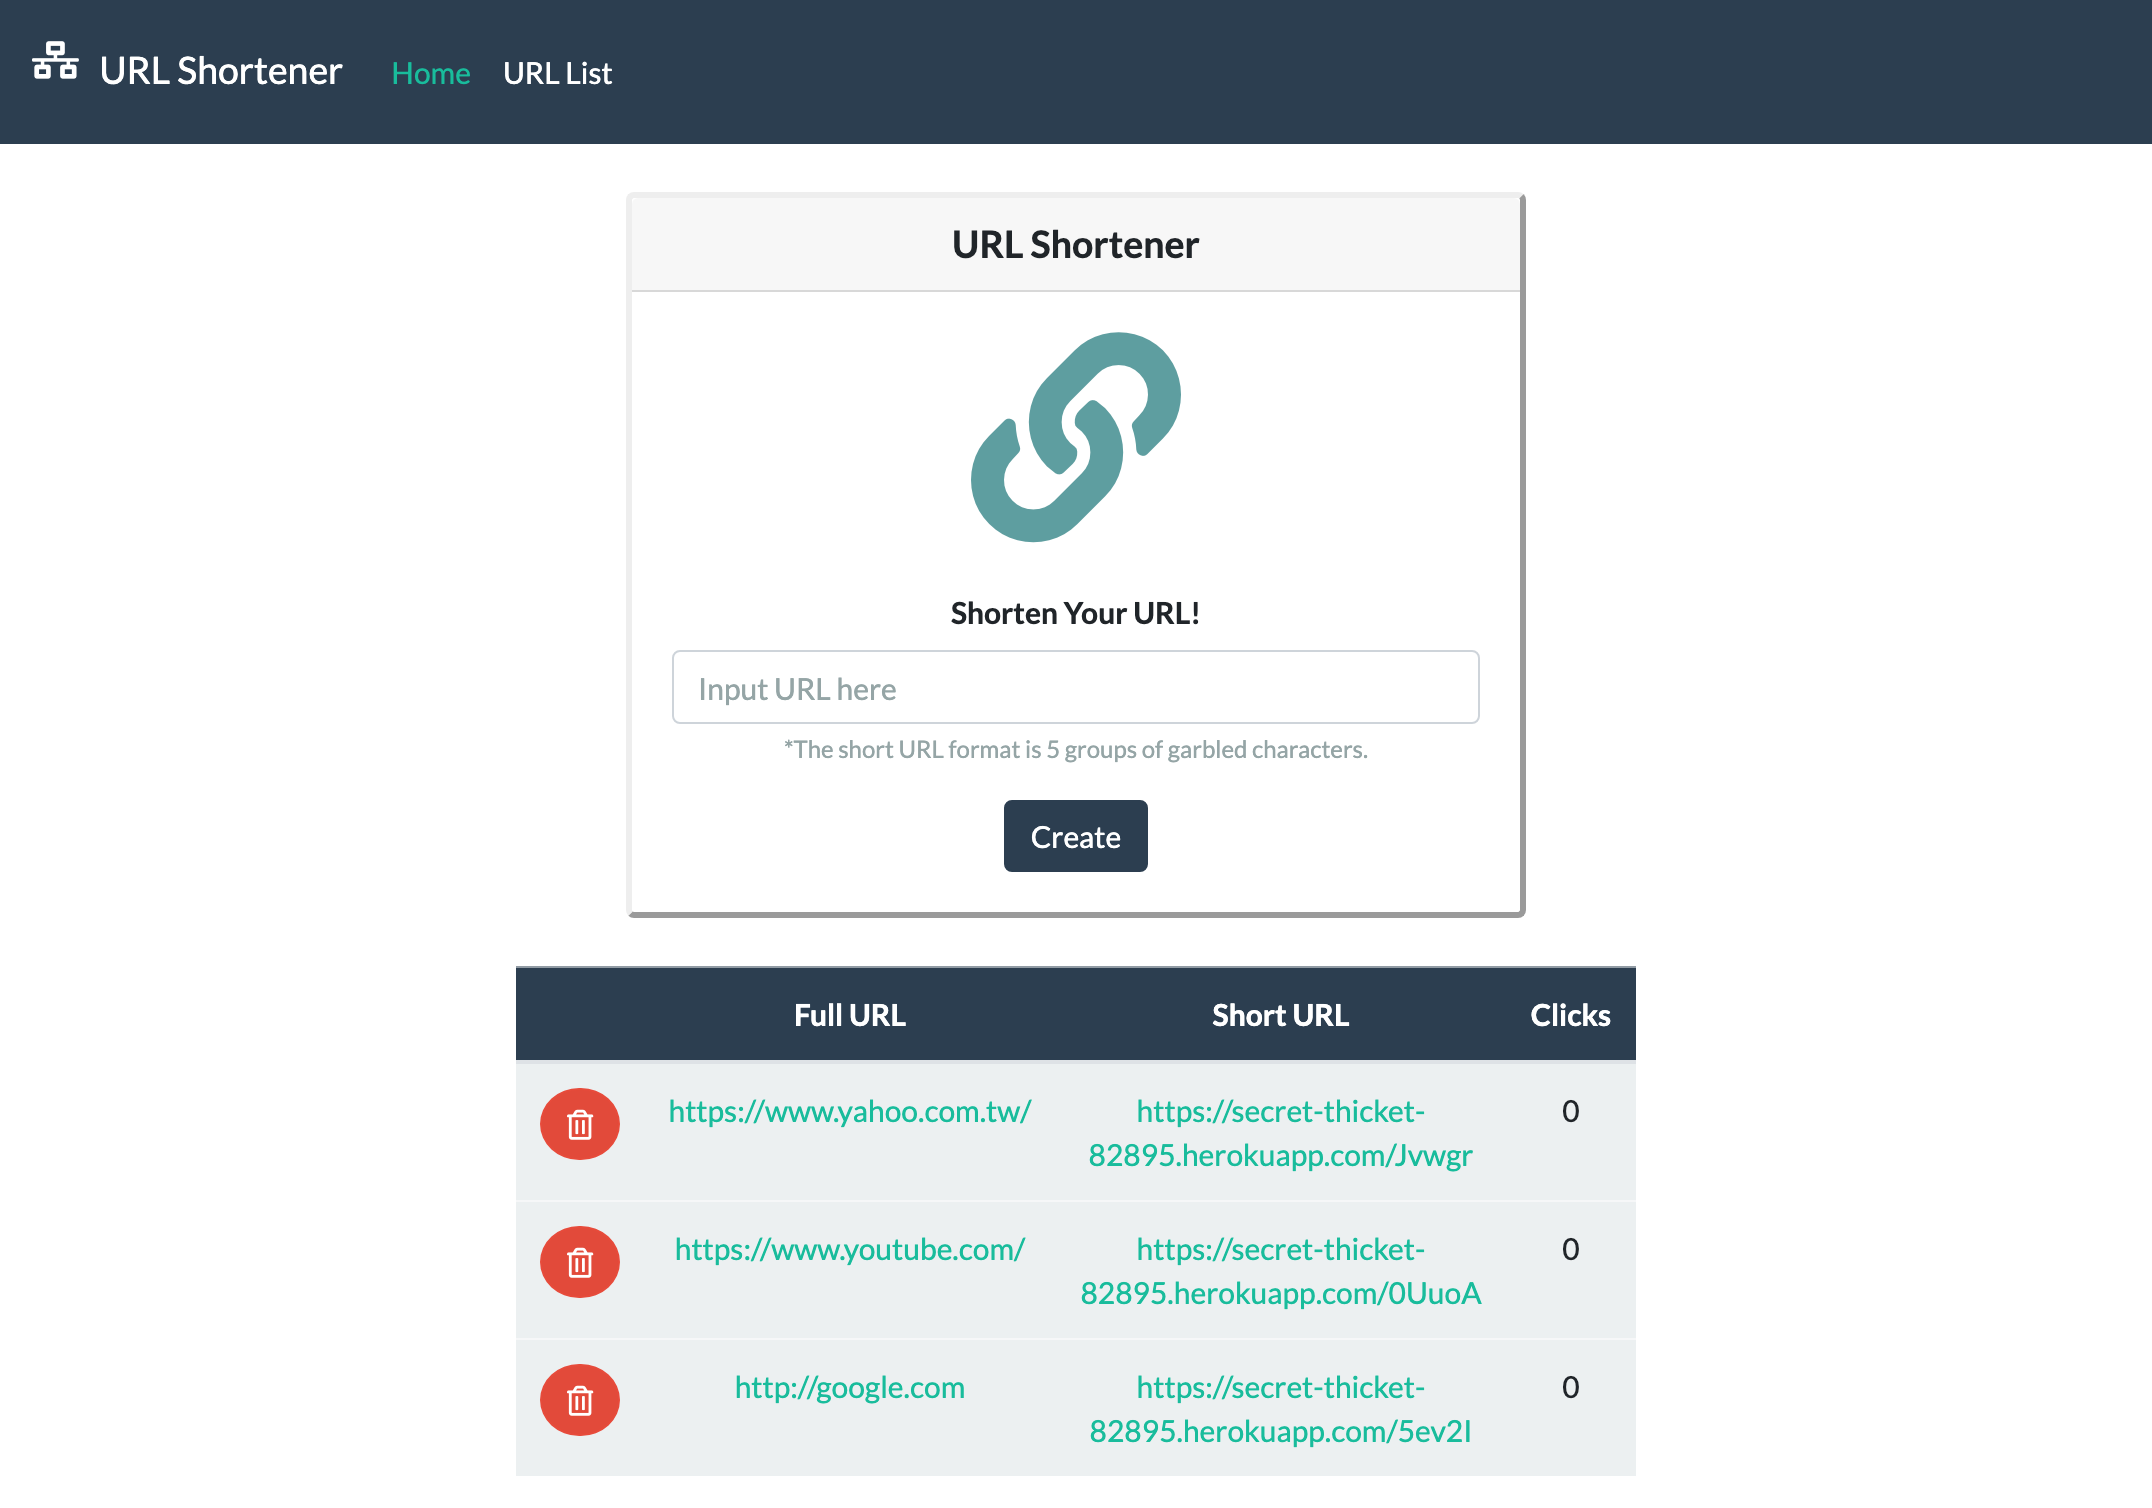 URL Shortener Home URL List
URL Shortener
Shorten Your URL!
Input URL here
*The short URL format is 5 groups of garbled characters.
Create
Full URL Short URL Clicks
https://www.yahoo.com.tw/ https://secret-thicket-82895.herokuapp.com/Jvwgr 0
https://www.youtube.com/ https://secret-thicket-82895.herokuapp.com/0UuoA 0
http://google.com https://secret-thicket-82895.herokuapp.com/5ev2I 0